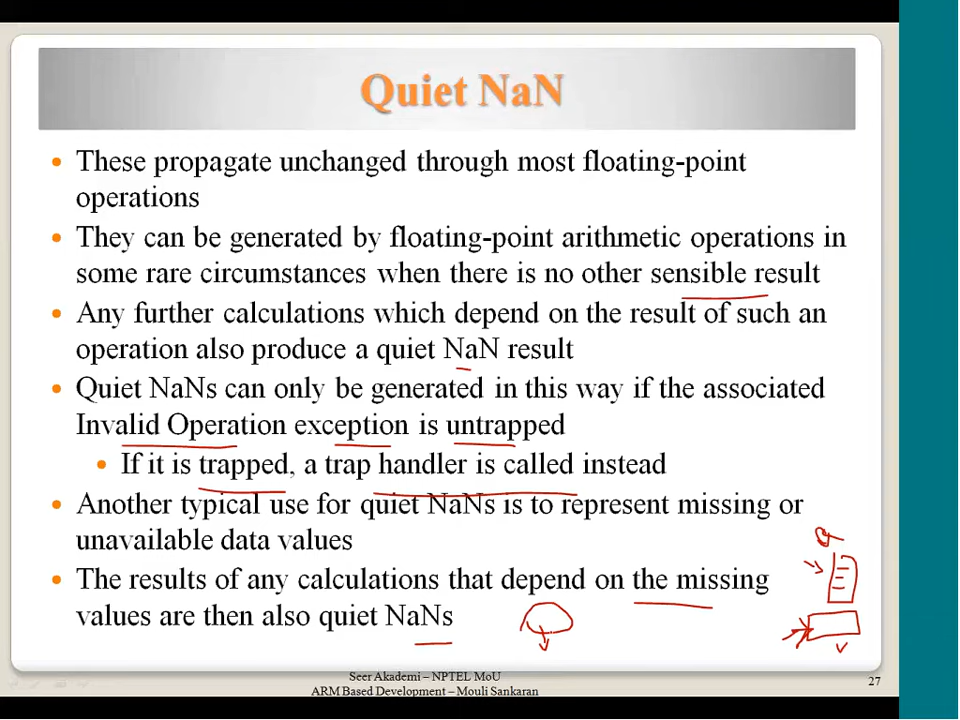 Quiet NaN
• These propagate unchanged through most floating-point
operations
• They can be generated by floating-point arithmetic operations in
some rare circumstances when there is no other sensible result
• Any further calculations which depend on the result of such an
operation also produce a quiet NaN result
• Quiet NaNs can only be generated in this way if the associated
Invalid Operation exception is untrapped
• If it is trapped, a trap handler is called instead
• Another typical use for quiet NaNs is to represent missing or
unavailable data values
• The results of any calculations that depend on the missing
values are then also quiet NaNs
Seer Akademi – NPTEL MoU
ARM Based Development – Mouli Sankaran
27